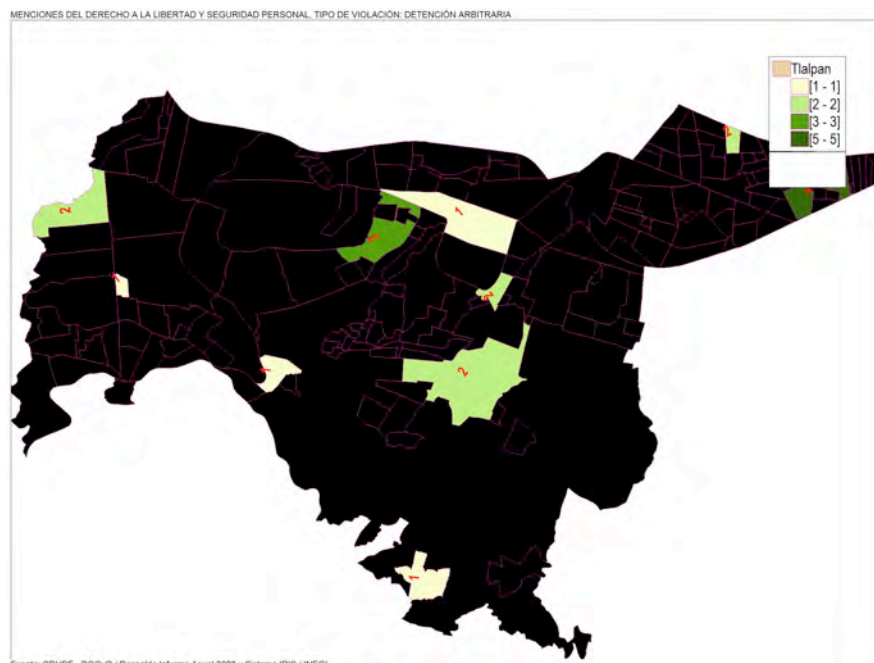 MENCIONES DEL DERECHO A LA LIBERTAD Y SEGURIDAD PERSONAL. TIPO DE VIOLACIÓN: DETENCIÓN ARBITRARIA
Tlalpan
[1 - 1]
[2 - 2]
[3 - 3]
[5 - 5]
2
2
1
1
2
1
2
1